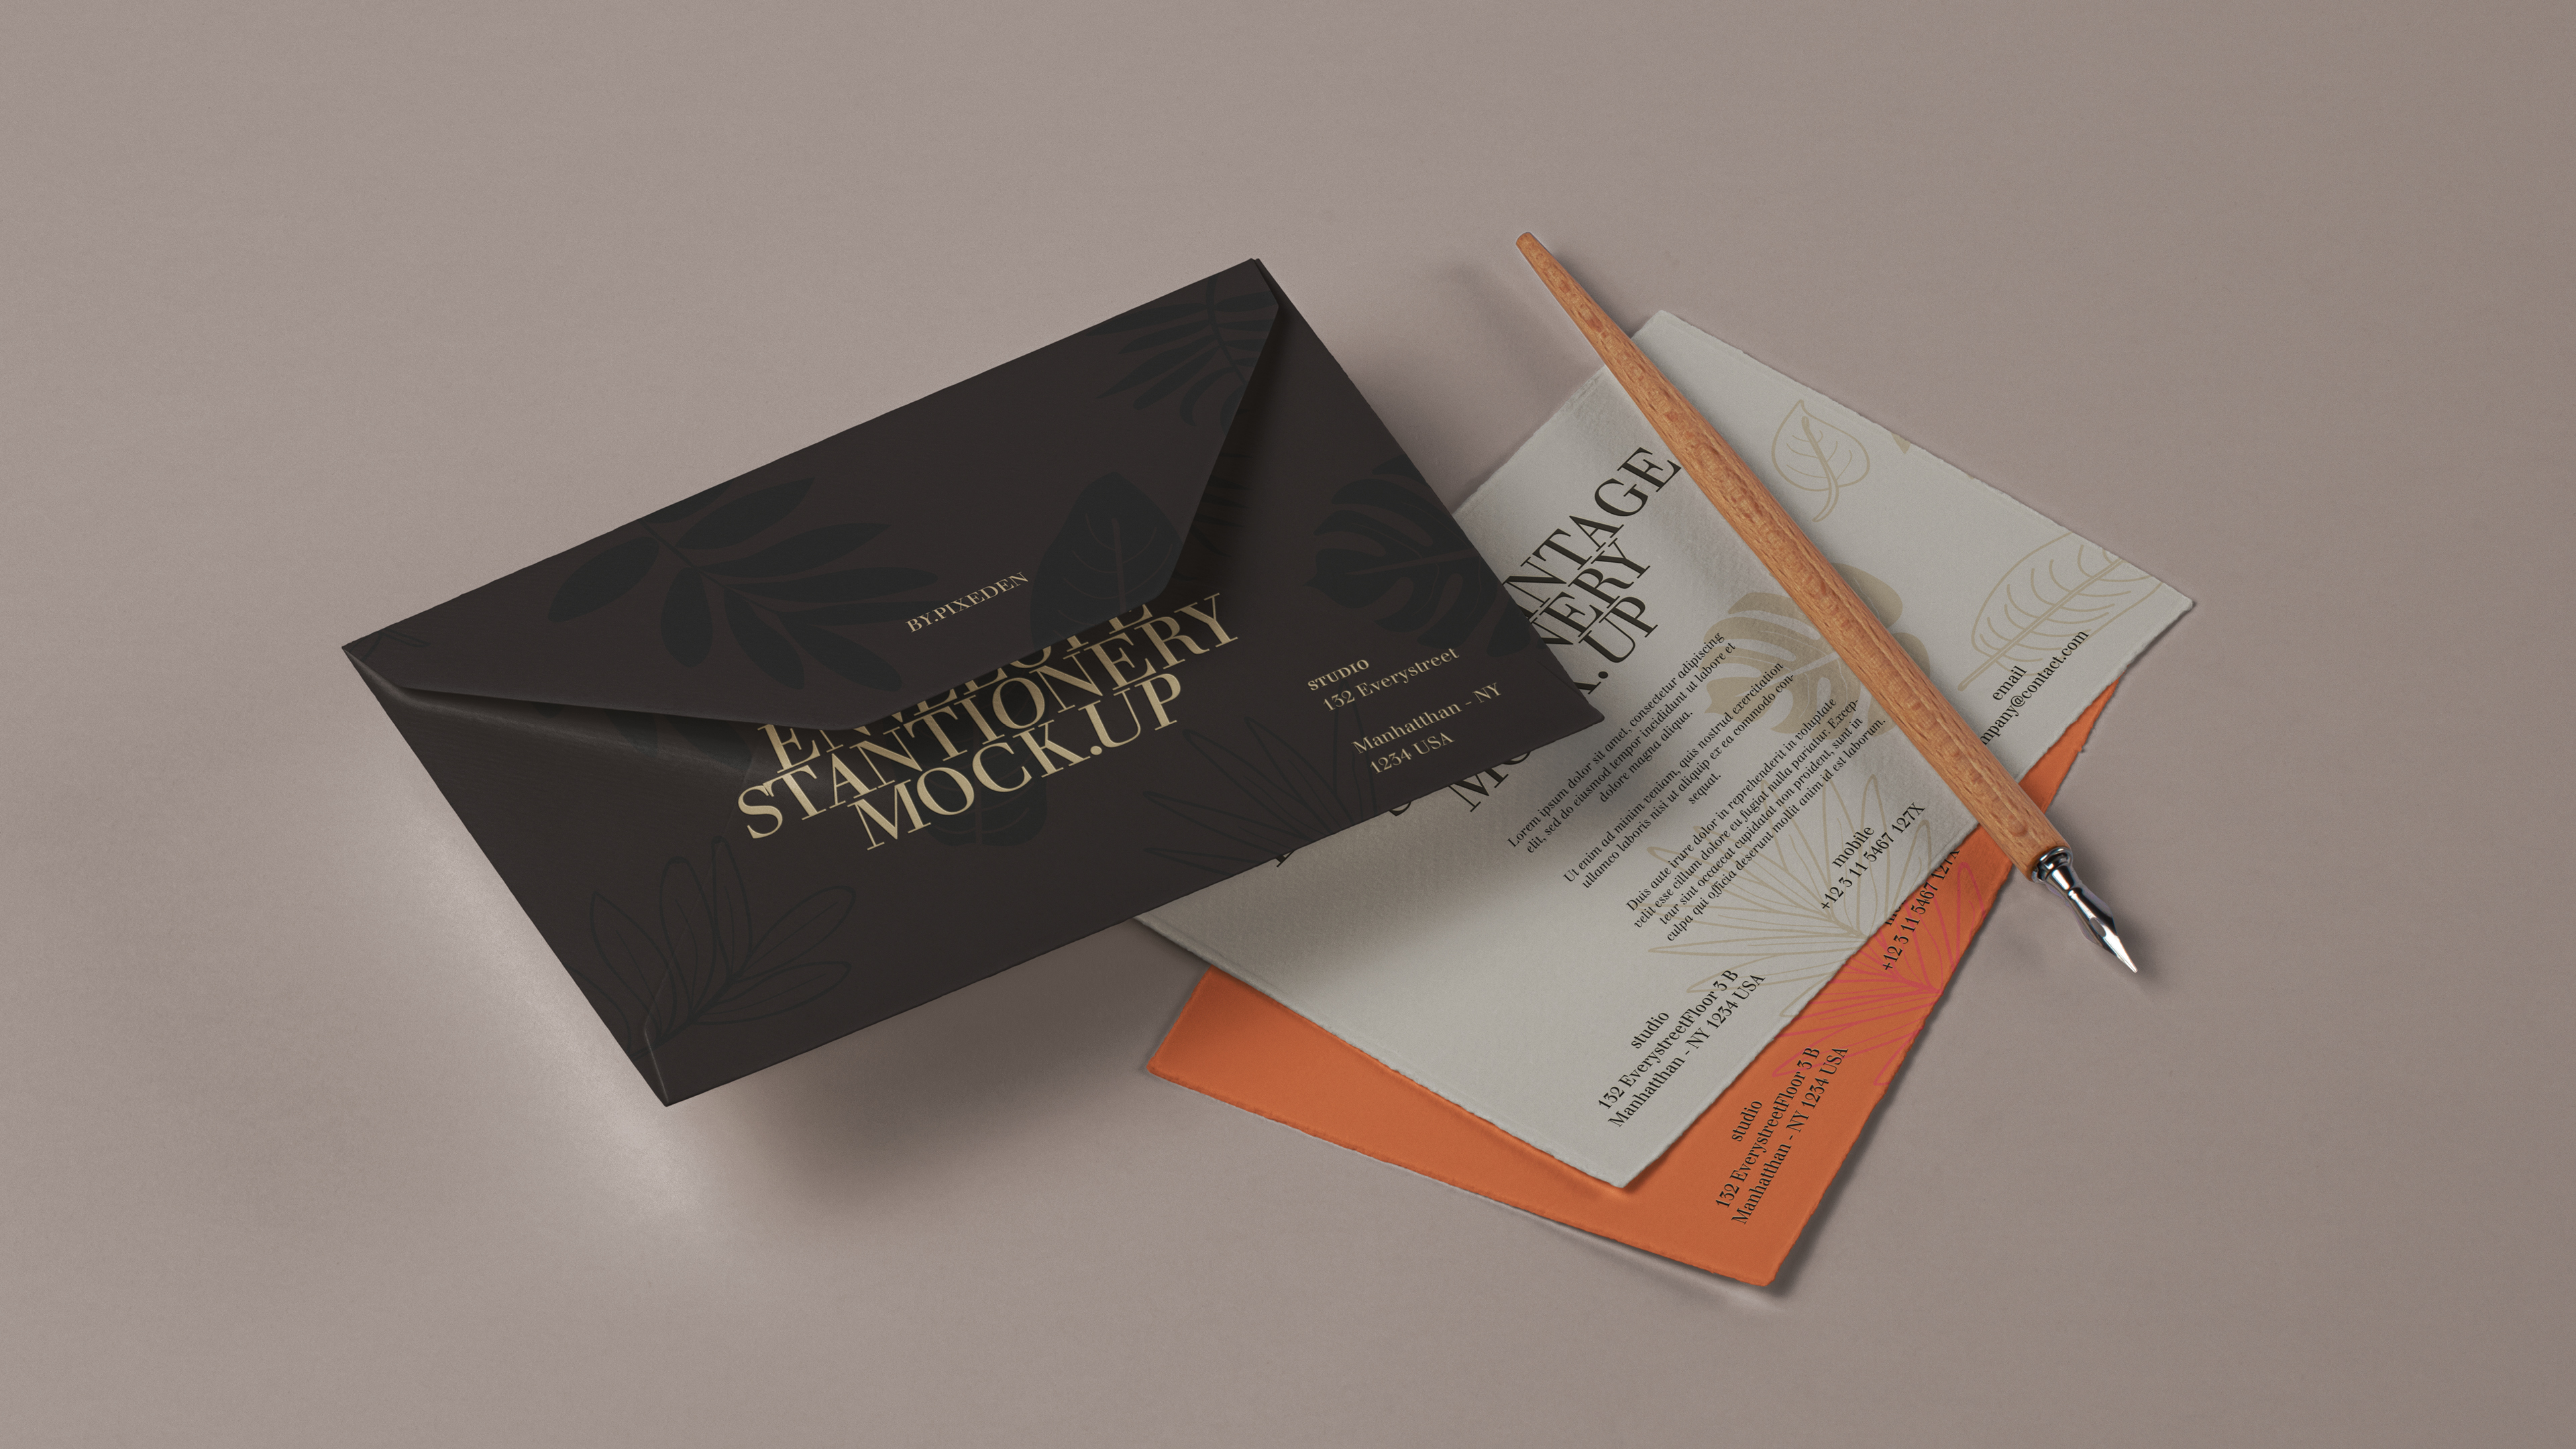 BY.PIXEDEN
STANTIONERY
MOCK.UP
STUDIO
132 Everystreet
Manhatthan - NY
1234 USA
Lorem ipsum dolor sit amet, consectetur adipiscing
elit, sed do eiusmod tempor incididunt ut labore et
dolore magna aliqua.
Ut enim ad minim veniam, quis nostrud exercitation
ullamco laboris nisi ut aliquip ex ea commodo con-
sequat.
Duis aute irure dolor in reprehenderit in voluptate
velit esse cillum dolore eu fugiat nulla pariatur. Excep-
teur sint occaecat cupidatat non proident, sunt in
culpa qui officia deserunt mollit anim id est laborum.
email
mpany@contact.com
mobile
+12 3 11 5467 127X
studio
132 EverystreetFloor 3 B
Manhatthan - NY 1234 USA
+12 3 11 5467 127X
studio
132 EverystreetFloor 3 B
Manhatthan - NY 1234 USA